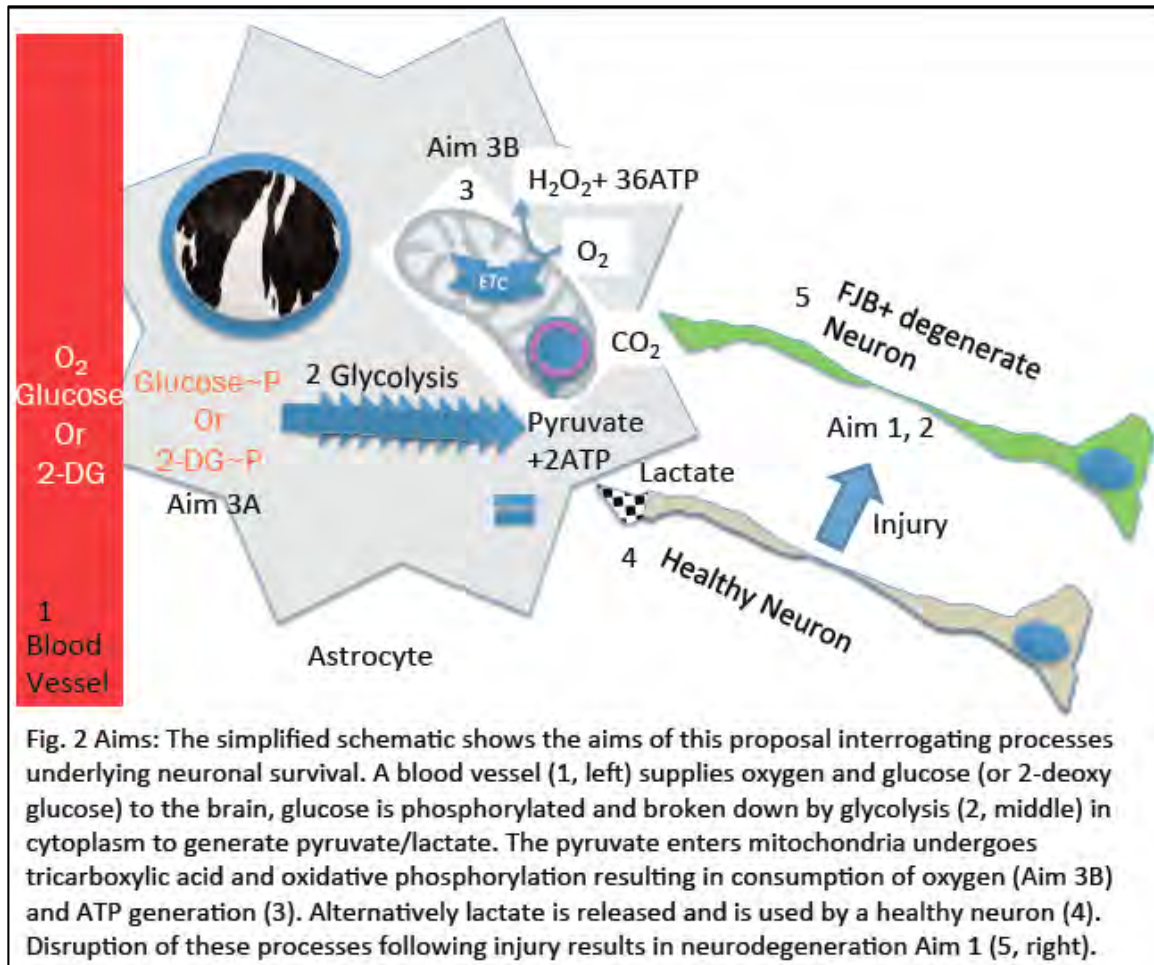 Aim 3B
3
H₂O₂+ 36ATP
O₂
ETC
CO₂
5 FJB+ degenerate
Neuron
O₂
Glucose
Or
2-DG
Glucose~P
Or
2-DG~P
Aim 3A
2 Glycolysis
Pyruvate
+2ATP
Lactate
Aim 1, 2
Injury
4 Healthy Neuron
1
Blood
Vessel
Astrocyte
Fig. 2 Aims: The simplified schematic shows the aims of this proposal interrogating processes
underlying neuronal survival. A blood vessel (1, left) supplies oxygen and glucose (or 2-deoxy
glucose) to the brain, glucose is phosphorylated and broken down by glycolysis (2, middle) in
cytoplasm to generate pyruvate/lactate. The pyruvate enters mitochondria undergoes
tricarboxylic acid and oxidative phosphorylation resulting in consumption of oxygen (Aim 3B)
and ATP generation (3). Alternatively lactate is released and is used by a healthy neuron (4).
Disruption of these processes following injury results in neurodegeneration Aim 1 (5, right).